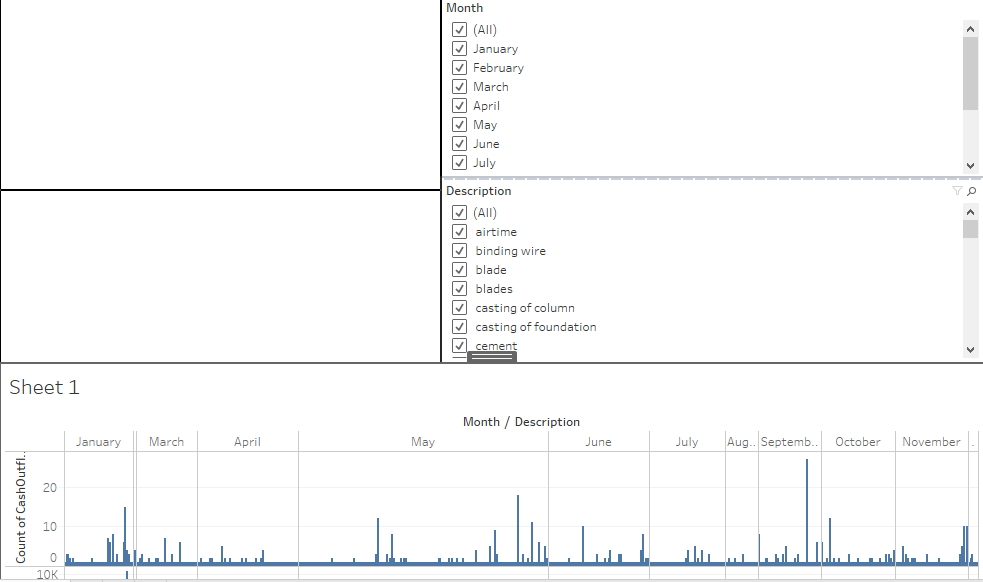 Month
(All)
January
February
March
April
May
June
July
Description
(All)
airtime
binding wire
blade
blades
casting of column
casting of foundation
cement
Sheet 1
Month / Description
January March April May June July Aug.. Septemb.. October November ..
Count of CashOutfl..
20
10
0
10K